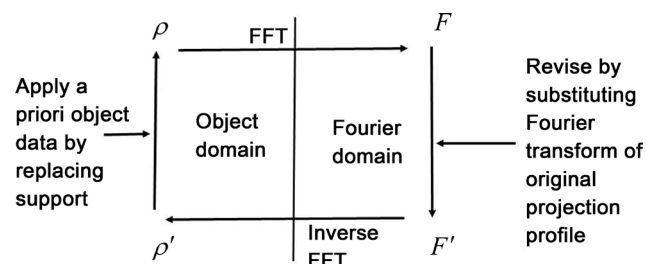 ρ
FFT
F
Apply a
priori object
data by
replacing
support
Object
domain
Fourier
domain
Revise by
substituting
Fourier
transform of
original
projection
profile
ρ'
Inverse
FFT
F'